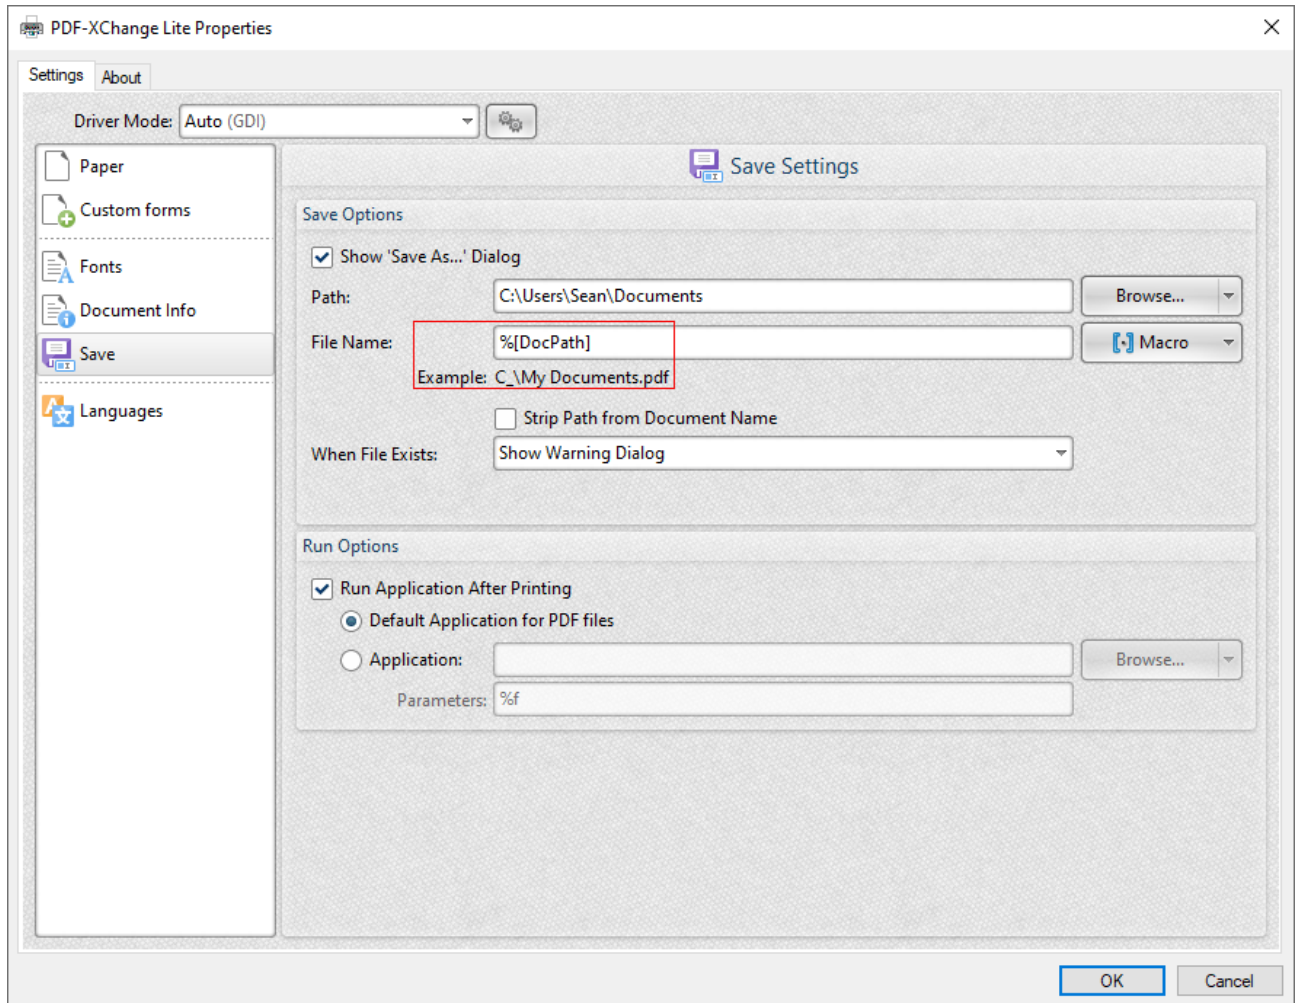 PDF-XChange Lite Properties
Settings About
Driver Mode: Auto (GDI)
Paper
Custom forms
Fonts
Document Info
Save
Languages
Save Settings
Save Options
Show 'Save As...' Dialog
Path: C:\Users\Sean\Documents Browse...
File Name: %[DocPath] Macro
Example: C_\My Documents.pdf
Strip Path from Document Name
When File Exists: Show Warning Dialog
Run Options
Run Application After Printing
Default Application for PDF files
Application: Browse...
Parameters: %f
OK Cancel